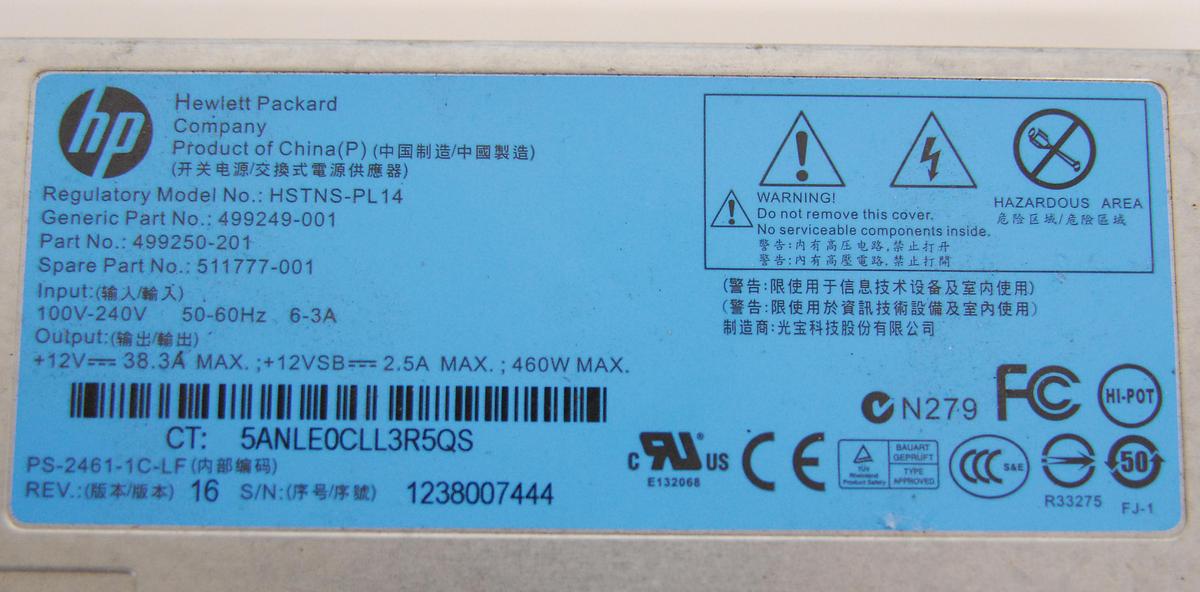 hp
Hewlett Packard
Company
Product of China(P) (中国制造/中國製造)
(开关电源/交換式電源供應器)
Regulatory Model No.: HSTNS-PL14
Generic Part No.: 499249-001
Part No.: 499250-201
Spare Part No.: 511777-001
Input:(输入/輸入)
100V-240V 50-60Hz 6-3A
Output:(输出/輸出)
+12V⎓ 38.3A MAX. ;+12VSB⎓ 2.5A MAX. ; 460W MAX.
CT: 5ANLE0CLL3R5QS
PS-2461-1C-LF (内部编码)
REV.:(版本/版本) 16 S/N:(序号/序號) 1238007444
WARNING!
Do not remove this cover.
No serviceable components inside.
警告:内有高压电路,禁止打开
警告:內有高壓電路,禁止打開
HAZARDOUS AREA
危险区域/危險區域
(警告:限使用于信息技术设备及室内使用)
(警告:限使用於資訊技術設備及室內使用)
制造商:光宝科技股份有限公司
N279
FC
HI-POT
C RU ® US
E132068
CE
TÜV
Rheinland
Product Safety
BAUART
GEPRÜFT
TYPE
APPROVED
CCC S&E
R33275
50
FJ-1